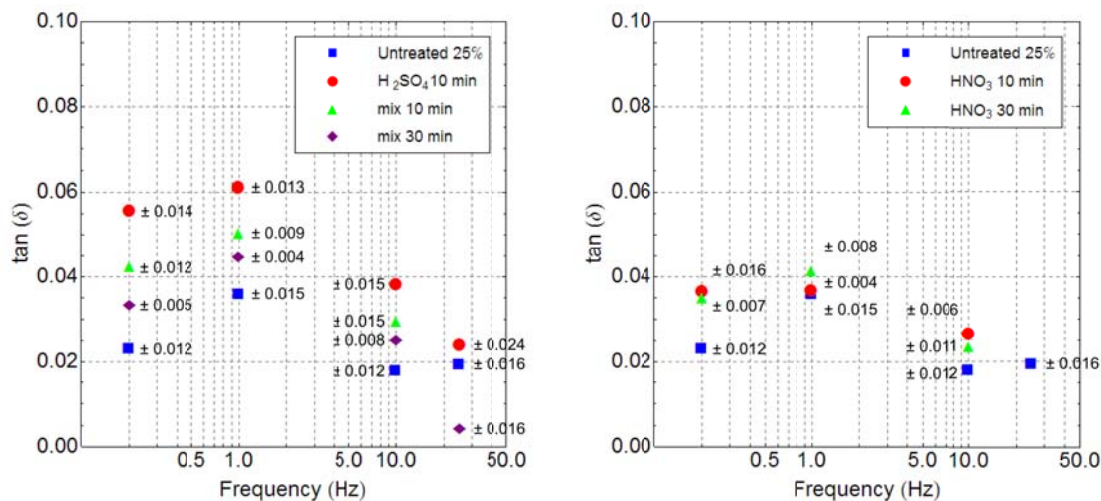 0.10
0.08
0.06
0.04
0.02
0.00
tan (δ)
Untreated 25%
H2SO4 10 min
mix 10 min
mix 30 min
± 0.014
± 0.012
± 0.005
± 0.012
± 0.013
± 0.009
± 0.004
± 0.015
± 0.015
± 0.015
± 0.008
± 0.012
± 0.024
± 0.016
± 0.016
0.5 1.0 5.0 10.0 50.0
Frequency (Hz)
0.10
0.08
0.06
0.04
0.02
0.00
tan (δ)
Untreated 25%
HNO3 10 min
HNO3 30 min
± 0.016
± 0.007
± 0.012
± 0.008
± 0.004
± 0.015
± 0.006
± 0.011
± 0.012
± 0.016
0.5 1.0 5.0 10.0 50.0
Frequency (Hz)